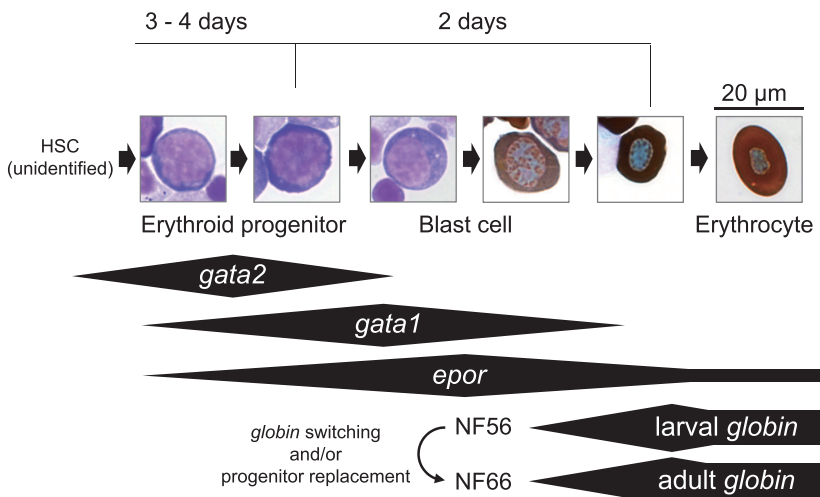 3 - 4 days
2 days
20 µm
HSC
(unidentified)
Erythroid progenitor
Blast cell
Erythrocyte
gata2
gata1
epor
globin switching
and/or
progenitor replacement
NF56
larval globin
NF66
adult globin